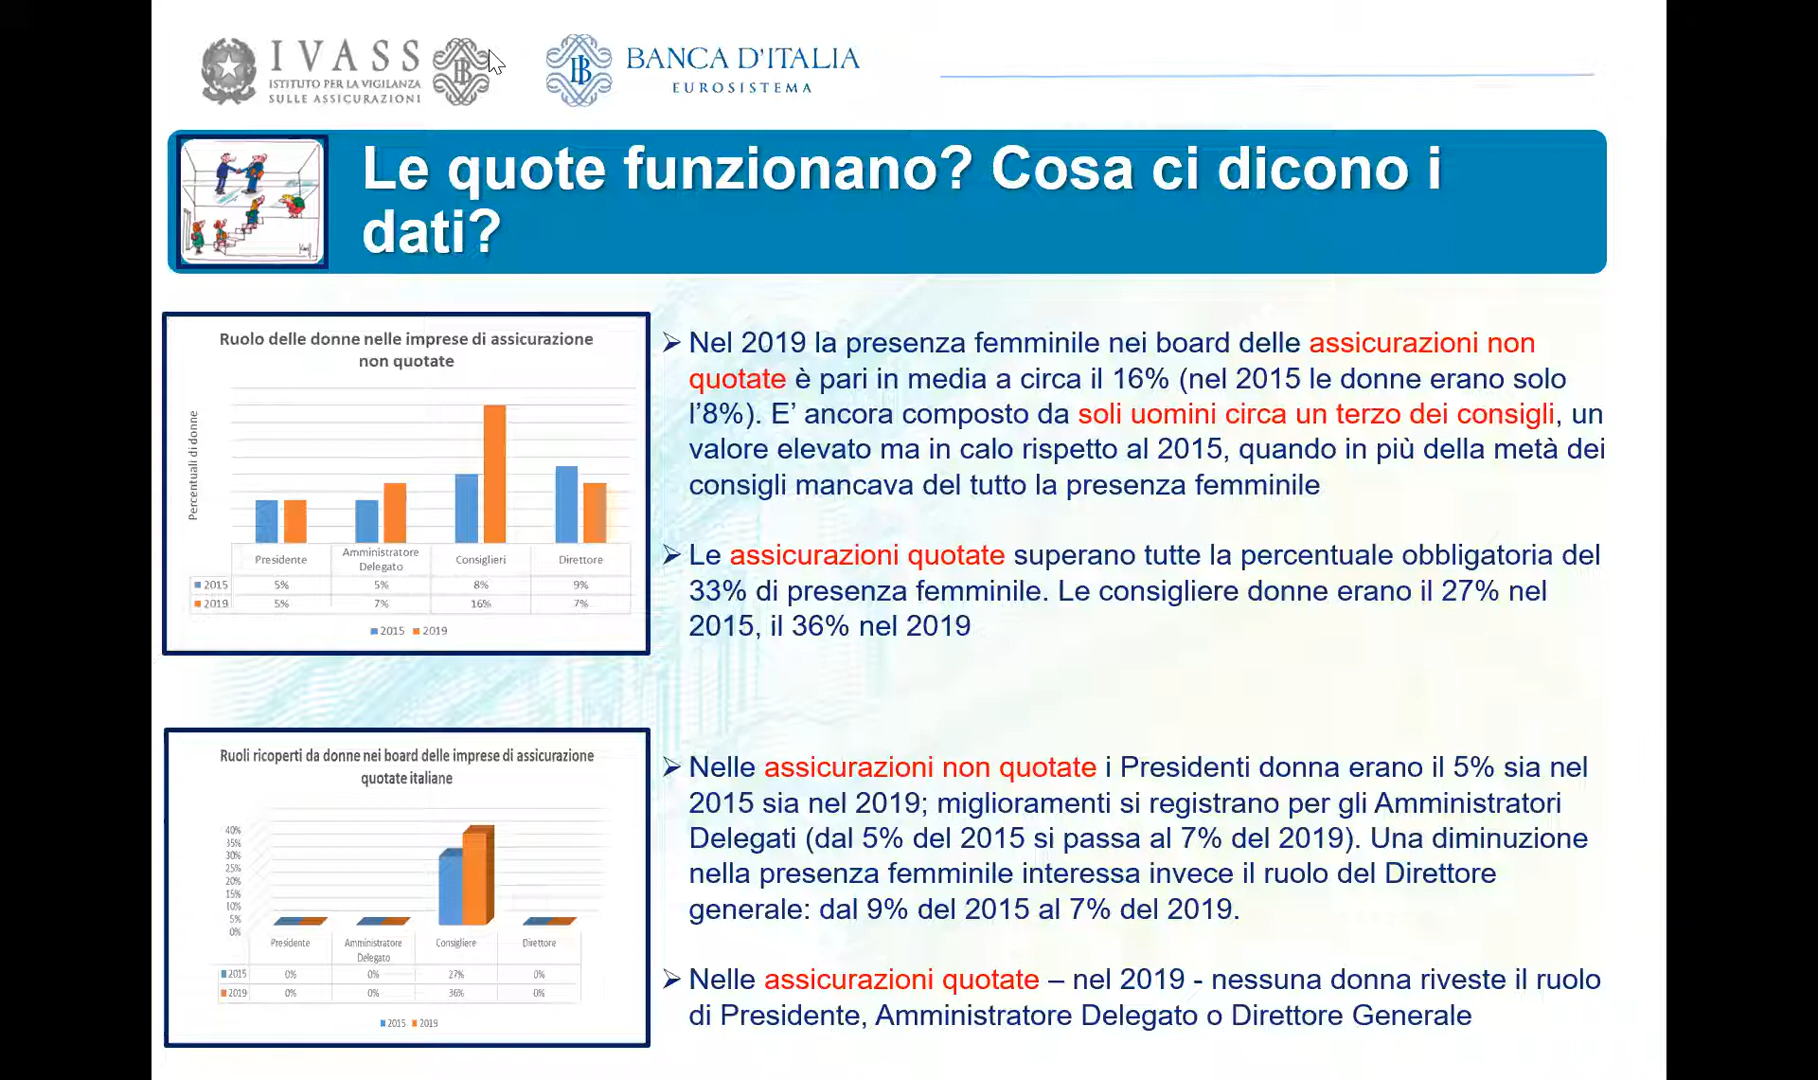 IVASS
ISTITUTO PER LA VIGILANZA
SULLE ASSICURAZIONI
BANCA D'ITALIA
EUROSISTEMA
Le quote funzionano? Cosa ci dicono i
dati?
Ruolo delle donne nelle imprese di assicurazione
non quotate
Percentuali di donne
Presidente Amministratore Delegato Consiglieri Direttore
2015 5% 5% 8% 9%
2019 5% 7% 16% 7%
2015 2019
Nel 2019 la presenza femminile nei board delle assicurazioni non
quotate è pari in media a circa il 16% (nel 2015 le donne erano solo
l'8%). E' ancora composto da soli uomini circa un terzo dei consigli, un
valore elevato ma in calo rispetto al 2015, quando in più della metà dei
consigli mancava del tutto la presenza femminile
Le assicurazioni quotate superano tutte la percentuale obbligatoria del
33% di presenza femminile. Le consigliere donne erano il 27% nel
2015, il 36% nel 2019
Ruoli ricoperti da donne nei board delle imprese di assicurazione
quotate italiane
40%
35%
30%
25%
20%
15%
10%
5%
0%
Presidente Amministratore Delegato Consigliere Direttore
2015 0% 0% 27% 0%
2019 0% 0% 36% 0%
2015 2019
Nelle assicurazioni non quotate i Presidenti donna erano il 5% sia nel
2015 sia nel 2019; miglioramenti si registrano per gli Amministratori
Delegati (dal 5% del 2015 si passa al 7% del 2019). Una diminuzione
nella presenza femminile interessa invece il ruolo del Direttore
generale: dal 9% del 2015 al 7% del 2019.
Nelle assicurazioni quotate – nel 2019 - nessuna donna riveste il ruolo
di Presidente, Amministratore Delegato o Direttore Generale